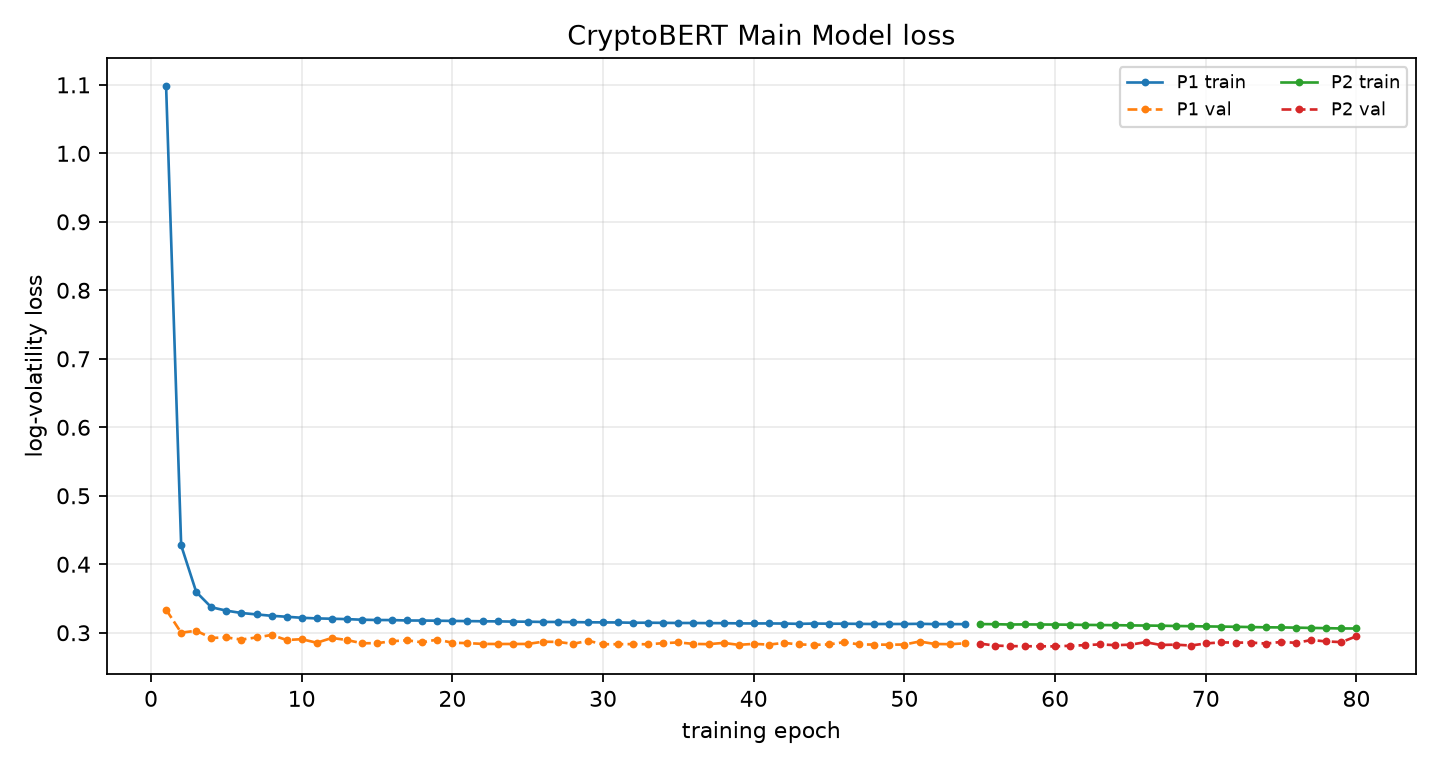 CryptoBERT Main Model loss
P1 train
P2 train
P1 val
P2 val
log-volatility loss
1.1
1.0
0.9
0.8
0.7
0.6
0.5
0.4
0.3
0 10 20 30 40 50 60 70 80
training epoch